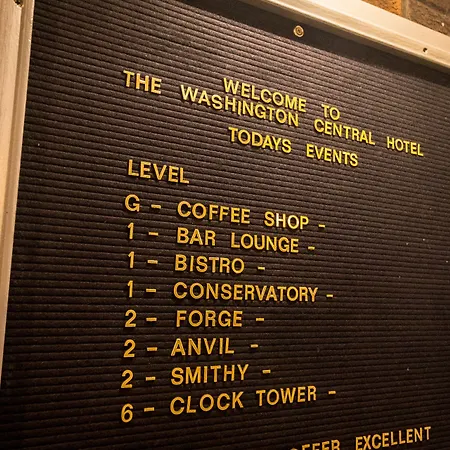 WELCOME TO
THE WASHINGTON CENTRAL HOTEL
TODAYS EVENTS
LEVEL
G - COFFEE SHOP -
1 - BAR LOUNGE -
1 - BISTRO -
1 - CONSERVATORY -
2 - FORGE -
2 - ANVIL -
2 - SMITHY -
6 - CLOCK TOWER -
EXCELLENT